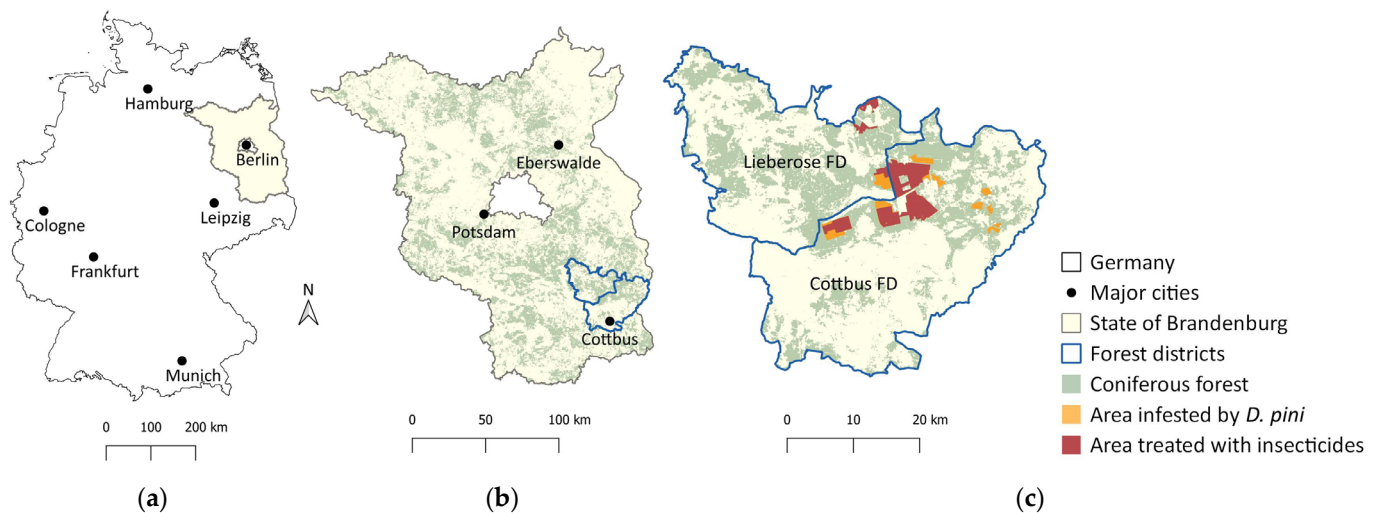 Hamburg
Berlin
Cologne
Leipzig
Frankfurt
Munich
N
0 100 200 km
(a)
Eberswalde
Potsdam
Cottbus
0 50 100 km
(b)
Lieberose FD
Cottbus FD
0 10 20 km
(c)
Germany
Major cities
State of Brandenburg
Forest districts
Coniferous forest
Area infested by D. pini
Area treated with insecticides